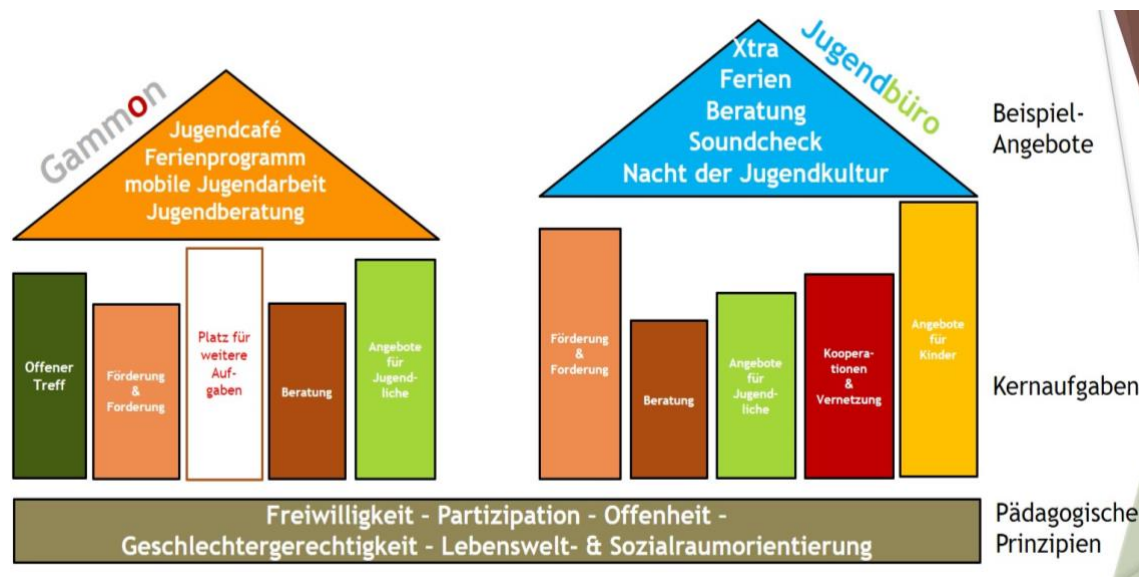 Gammon
Jugendcafé
Ferienprogramm
mobile Jugendarbeit
Jugendberatung
Jugendbüro
Xtra
Ferien
Beratung
Soundcheck
Nacht der Jugendkultur
Beispiel-
Angebote
Offener
Treff
Förderung
&
Forderung
Platz für
weitere
Auf-
gaben
Beratung
Angebote
für
Jugend-
liche
Förderung
&
Forderung
Beratung
Angebote
für
Jugend-
liche
Koopera-
tionen
&
Vernetzung
Angebote
für
Kinder
Kernaufgaben
Freiwilligkeit – Partizipation – Offenheit –
Geschlechtergerechtigkeit – Lebenswelt- & Sozialraumorientierung
Pädagogische
Prinzipien